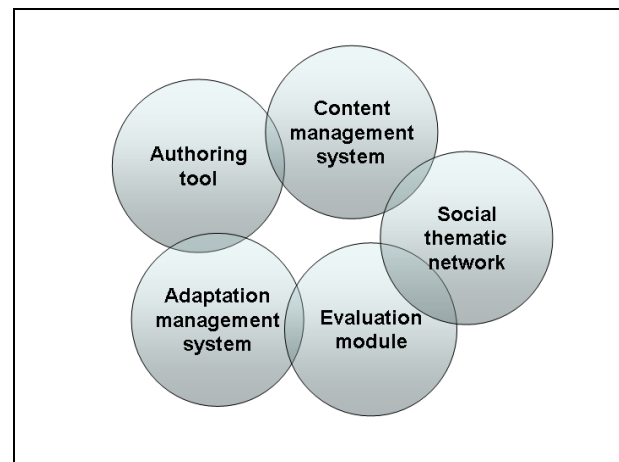 Authoring
tool
Content
management
system
Social
thematic
network
Adaptation
management
system
Evaluation
module